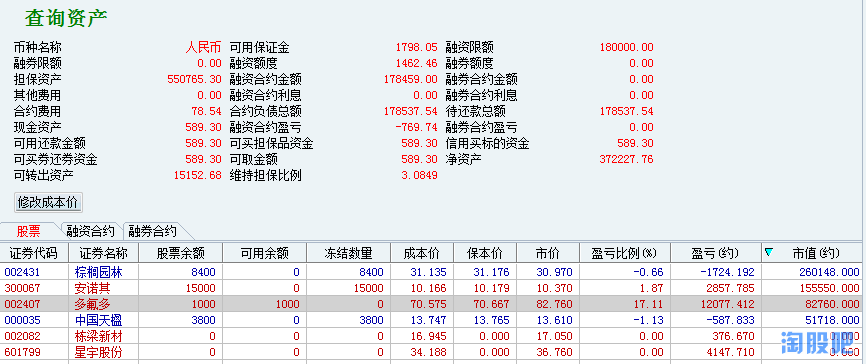 查询资产
币种名称 人民币 可用保证金 1798.05 融资限额 180000.00
融券限额 0.00 融资额度 1462.46 融券额度 0.00
担保资产 550765.30 融资合约金额 178459.00 融券合约金额 0.00
其他费用 0.00 融资合约利息 0.00 融券合约利息 0.00
合约费用 78.54 合约负债总额 178537.54 待还款总额 178537.54
现金资产 589.30 融资合约盈亏 -769.74 融券合约盈亏 0.00
可用还款金额 589.30 可买担保品资金 589.30 信用买标的资金 589.30
可买券还券资金 589.30 可取金额 589.30 净资产 372227.76
可转出资产 15152.68 维持担保比例 3.0849
修改成本价
股票 融资合约 融券合约
证券代码 证券名称 股票余额 可用余额 冻结数量 成本价 保本价 市价 盈亏比例(%) 盈亏(约) 市值(约)
002431 棕榈园林 8400 0 8400 31.135 31.176 30.970 -0.66 -1724.192 260148.000
300067 安诺其 15000 0 15000 10.166 10.179 10.370 1.87 2857.785 155550.000
002407 多氟多 1000 1000 0 70.575 70.667 82.760 17.11 12077.412 82760.000
000035 中国天楹 3800 0 3800 13.747 13.765 13.610 -1.13 -587.833 51718.000
002082 栋梁新材 0 0 0 16.945 0.000 17.050 0.00 376.670 0.000
601799 星宇股份 0 0 0 34.188 0.000 36.760 0.00 4147.710 0.000
淘股吧